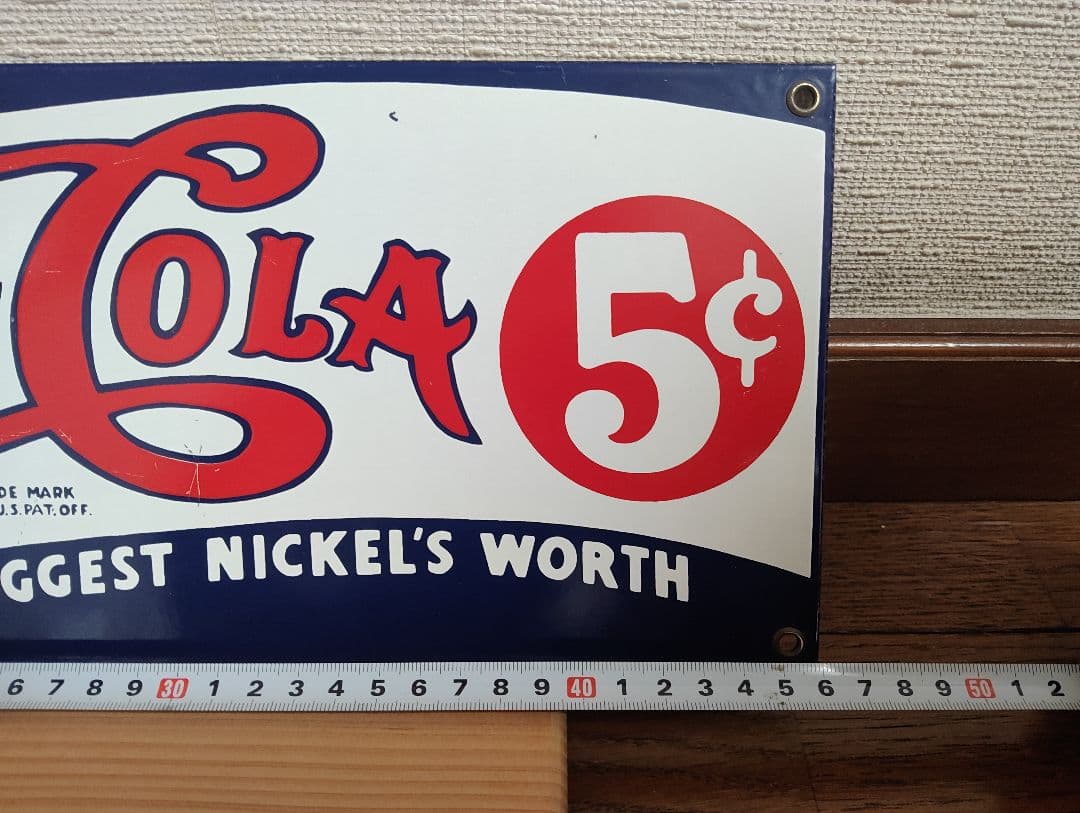 COLA 5¢
DE MARK
U.S.PAT.OFF.
GGEST NICKEL'S WORTH
6 7 8 9 30 1 2 3 4 5 6 7 8 9 40 1 2 3 4 5 6 7 8 9 50 1 2